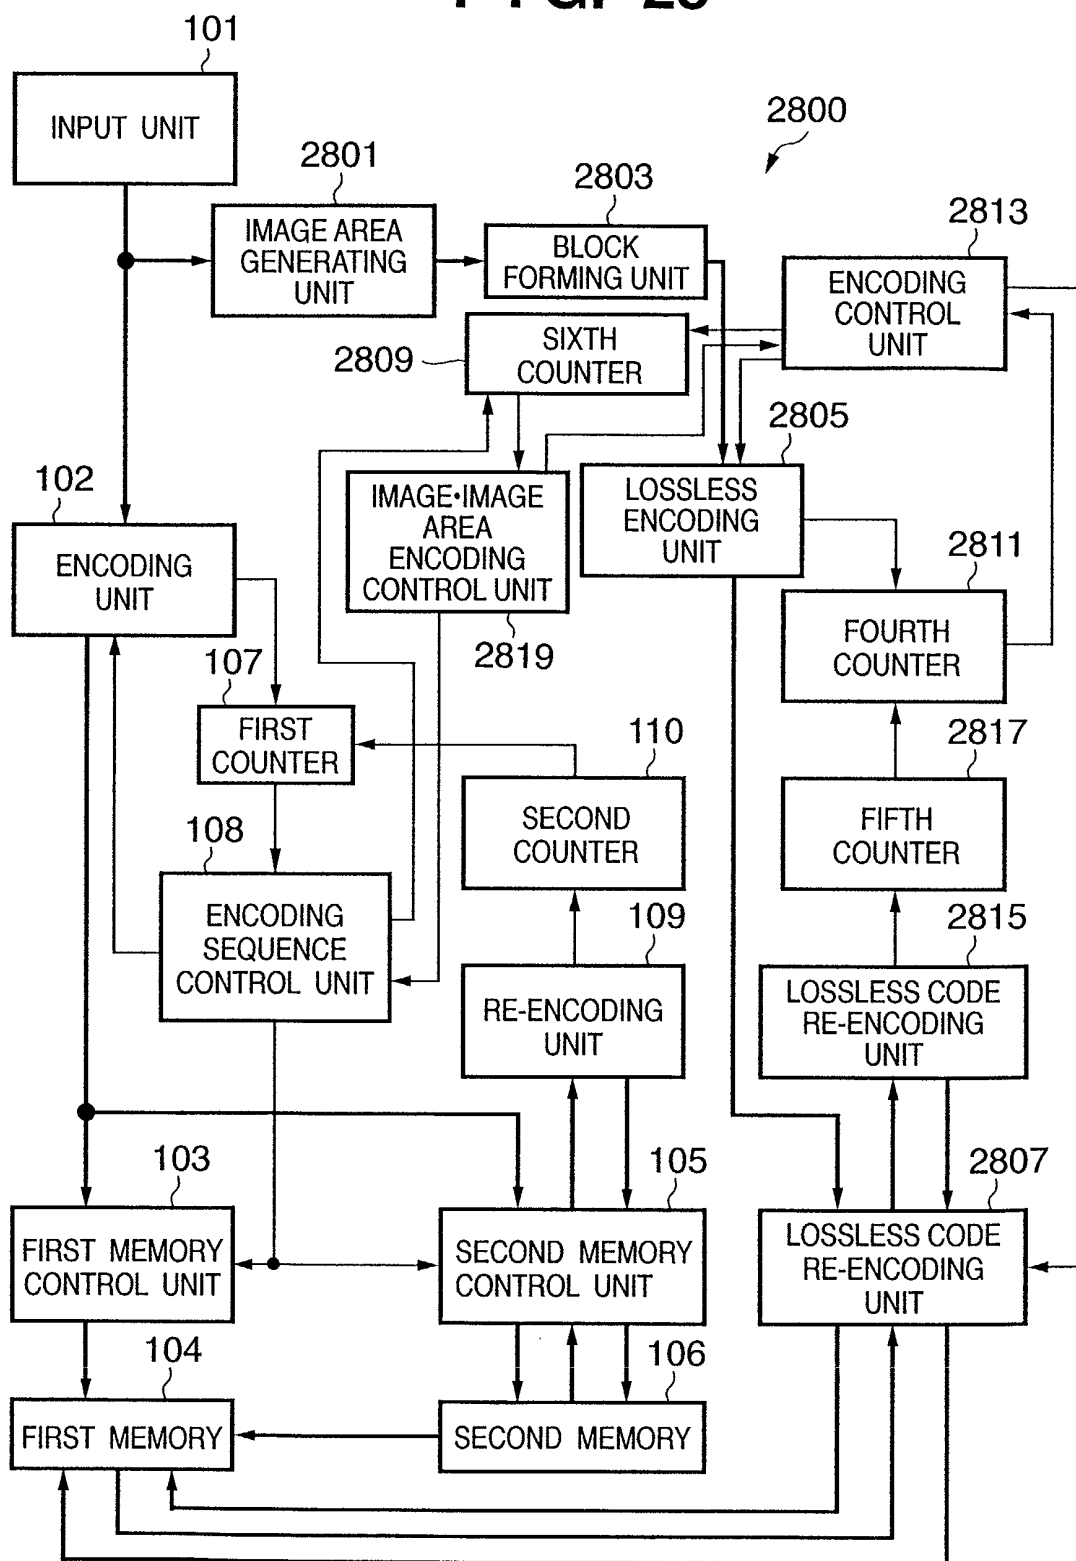 101
INPUT UNIT
2800
2801
IMAGE AREA
GENERATING
UNIT
2803
BLOCK
FORMING UNIT
2813
ENCODING
CONTROL
UNIT
2809
SIXTH
COUNTER
2805
LOSSLESS
ENCODING
UNIT
102
ENCODING
UNIT
IMAGE•IMAGE
AREA
ENCODING
CONTROL UNIT
2819
2811
FOURTH
COUNTER
107
FIRST
COUNTER
110
SECOND
COUNTER
2817
FIFTH
COUNTER
108
ENCODING
SEQUENCE
CONTROL UNIT
109
RE-ENCODING
UNIT
2815
LOSSLESS CODE
RE-ENCODING
UNIT
103
FIRST MEMORY
CONTROL UNIT
105
SECOND MEMORY
CONTROL UNIT
2807
LOSSLESS CODE
RE-ENCODING
UNIT
104
FIRST MEMORY
106
SECOND MEMORY